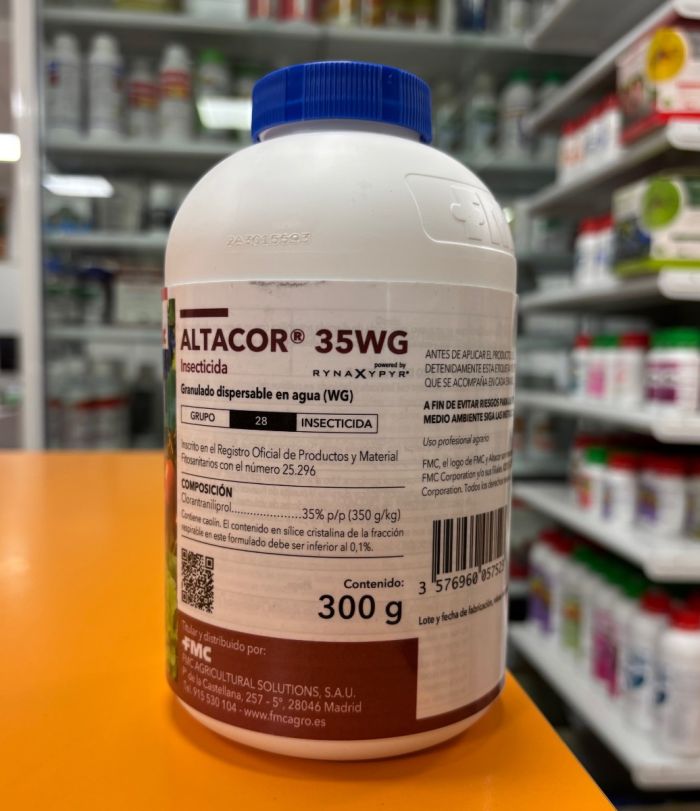 2A3015593
ALTACOR® 35WG
powered by
RYNAXYPYR®
Insecticida
Granulado dispersable en agua (WG)
GRUPO 28 INSECTICIDA
Inscrito en el Registro Oficial de Productos y Material
Fitosanitarios con el número 25.296
COMPOSICIÓN
Clorantraniliprol..........................35% p/p (350 g/kg)
Contiene caolín. El contenido en sílice cristalina de la fracción
respirable en este formulado debe ser inferior al 0,1%.
Contenido:
300 g
Titular y distribuido por:
FMC
FMC AGRICULTURAL SOLUTIONS, S.A.U.
Pº de la Castellana, 257 - 5º, 28046 Madrid
Tel. 915 530 104 - www.fmcagro.es
ANTES DE APLICAR EL PRODUCTO,
DETENIDAMENTE ESTA ETIQUETA
QUE SE ACOMPAÑA EN CADA
A FIN DE EVITAR RIESGOS PARA
MEDIO AMBIENTE SIGA LAS
Uso profesional agrario
FMC, el logo de FMC y Altacor son
FMC Corporation y/o sus filiales.
Corporation. Todos los derechos
3 576960 05752
Lote y fecha de fabricación,